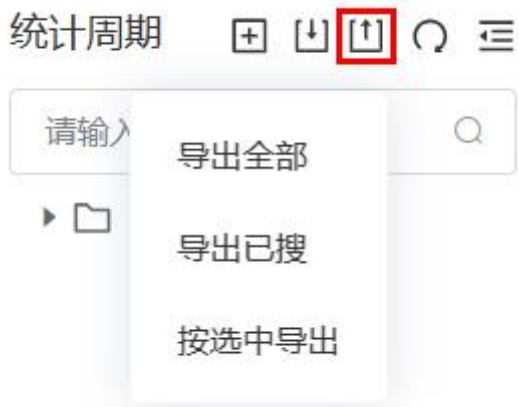 统计周期
请输入
导出全部
导出已搜
按选中导出